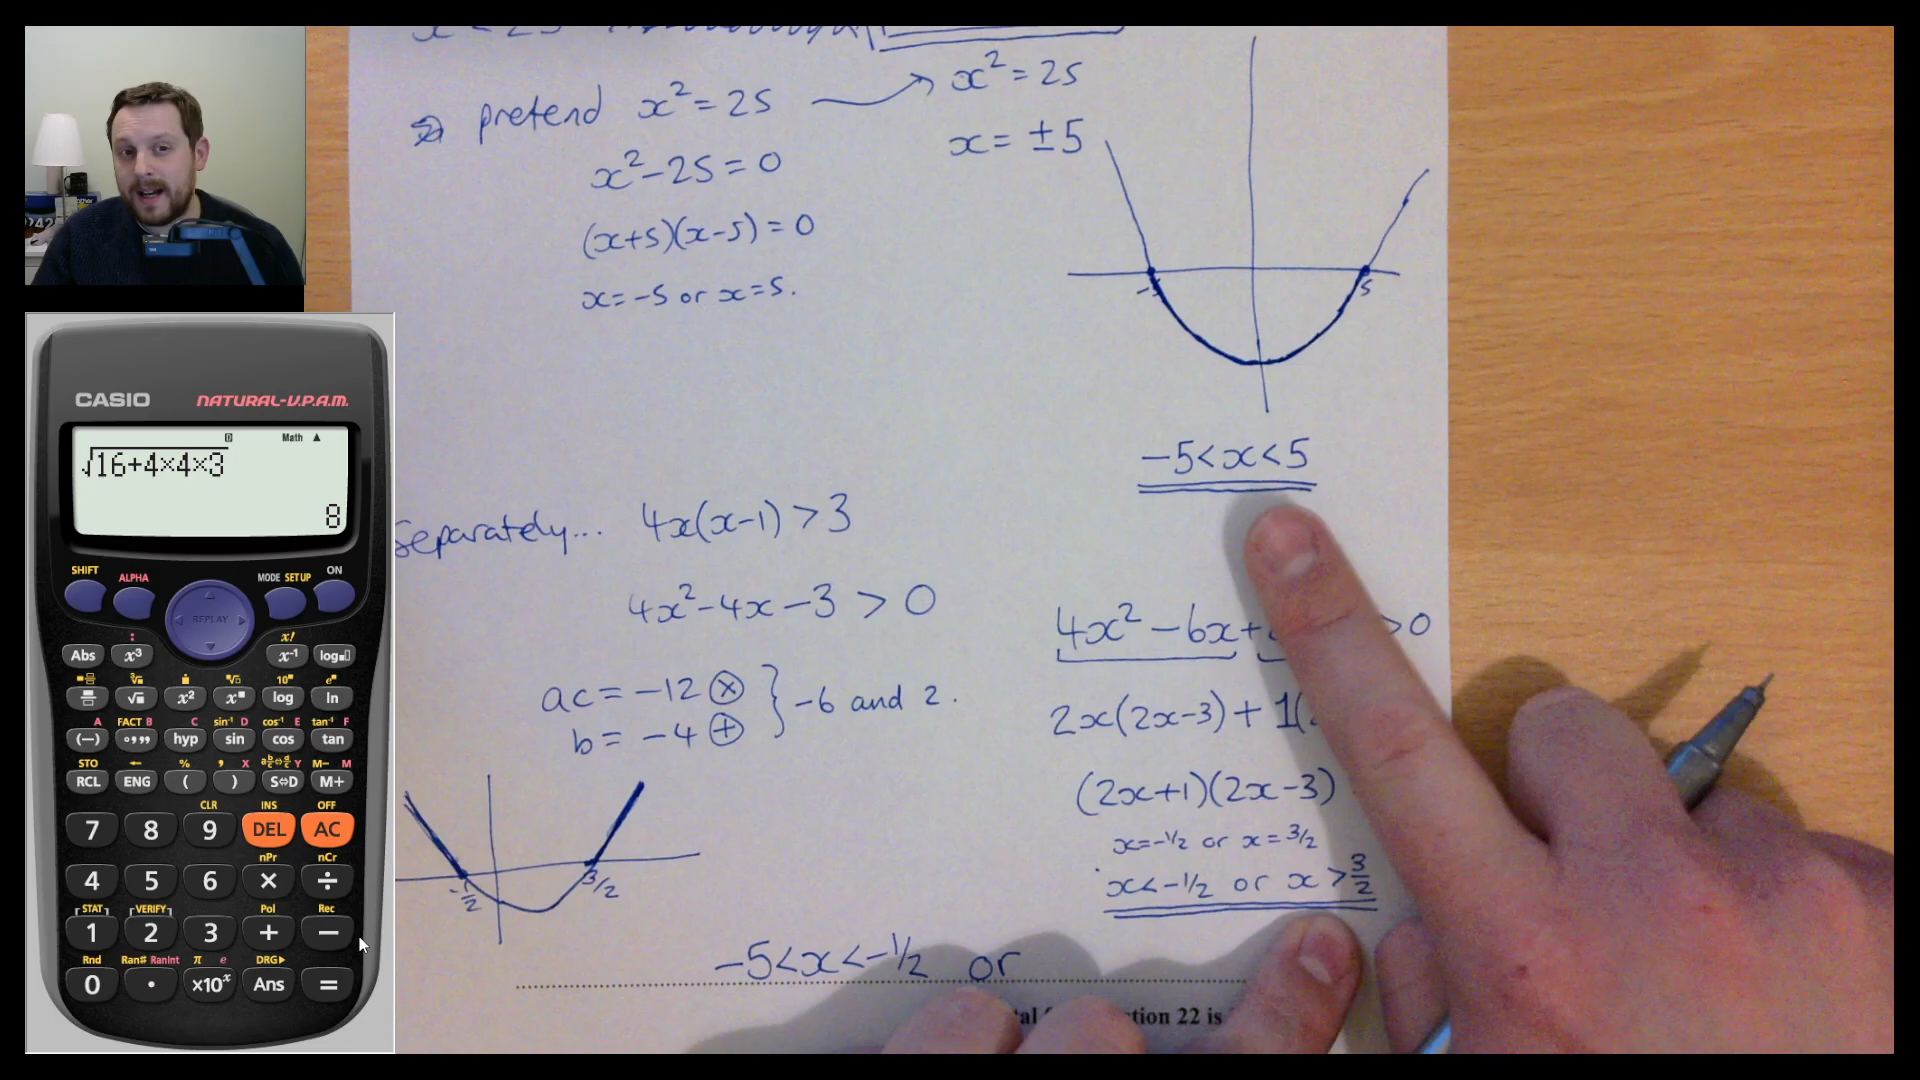 pretend x² = 25
x² - 25 = 0
(x+5)(x-5) = 0
x = -5 or x = 5.
x² = 25
x = ±5
-5
5
-5 < x < 5
Separately... 4x(x-1) > 3
4x² - 4x - 3 > 0
ac = -12 ⊗
b = -4 ⊕
} -6 and 2.
4x² - 6x + > 0
2x(2x-3) + 1(
(2x+1)(2x-3)
x = -1/2 or x = 3/2
x < -1/2 or x > 3/2
-1/2
3/2
-5 < x < -1/2 or
tion 22 is
CASIO NATURAL-V.P.A.M.
D Math ▲
√16+4×4×3
8
SHIFT ALPHA MODE SETUP ON
REPLAY
: x!
Abs x³ x⁻¹ log
10■ e■
x² x■ log ln
A FACT B C sin⁻¹ D cos⁻¹ E tan⁻¹ F
(−) °,,, hyp sin cos tan
STO ← % , X Y M− M
RCL ENG ( ) S⇔D M+
CLR INS OFF
7 8 9 DEL AC
nPr nCr
4 5 6 × ÷
STAT VERIFY Pol Rec
1 2 3 + −
Rnd Ran# RanInt π e DRG▶
0 . ×10ˣ Ans =